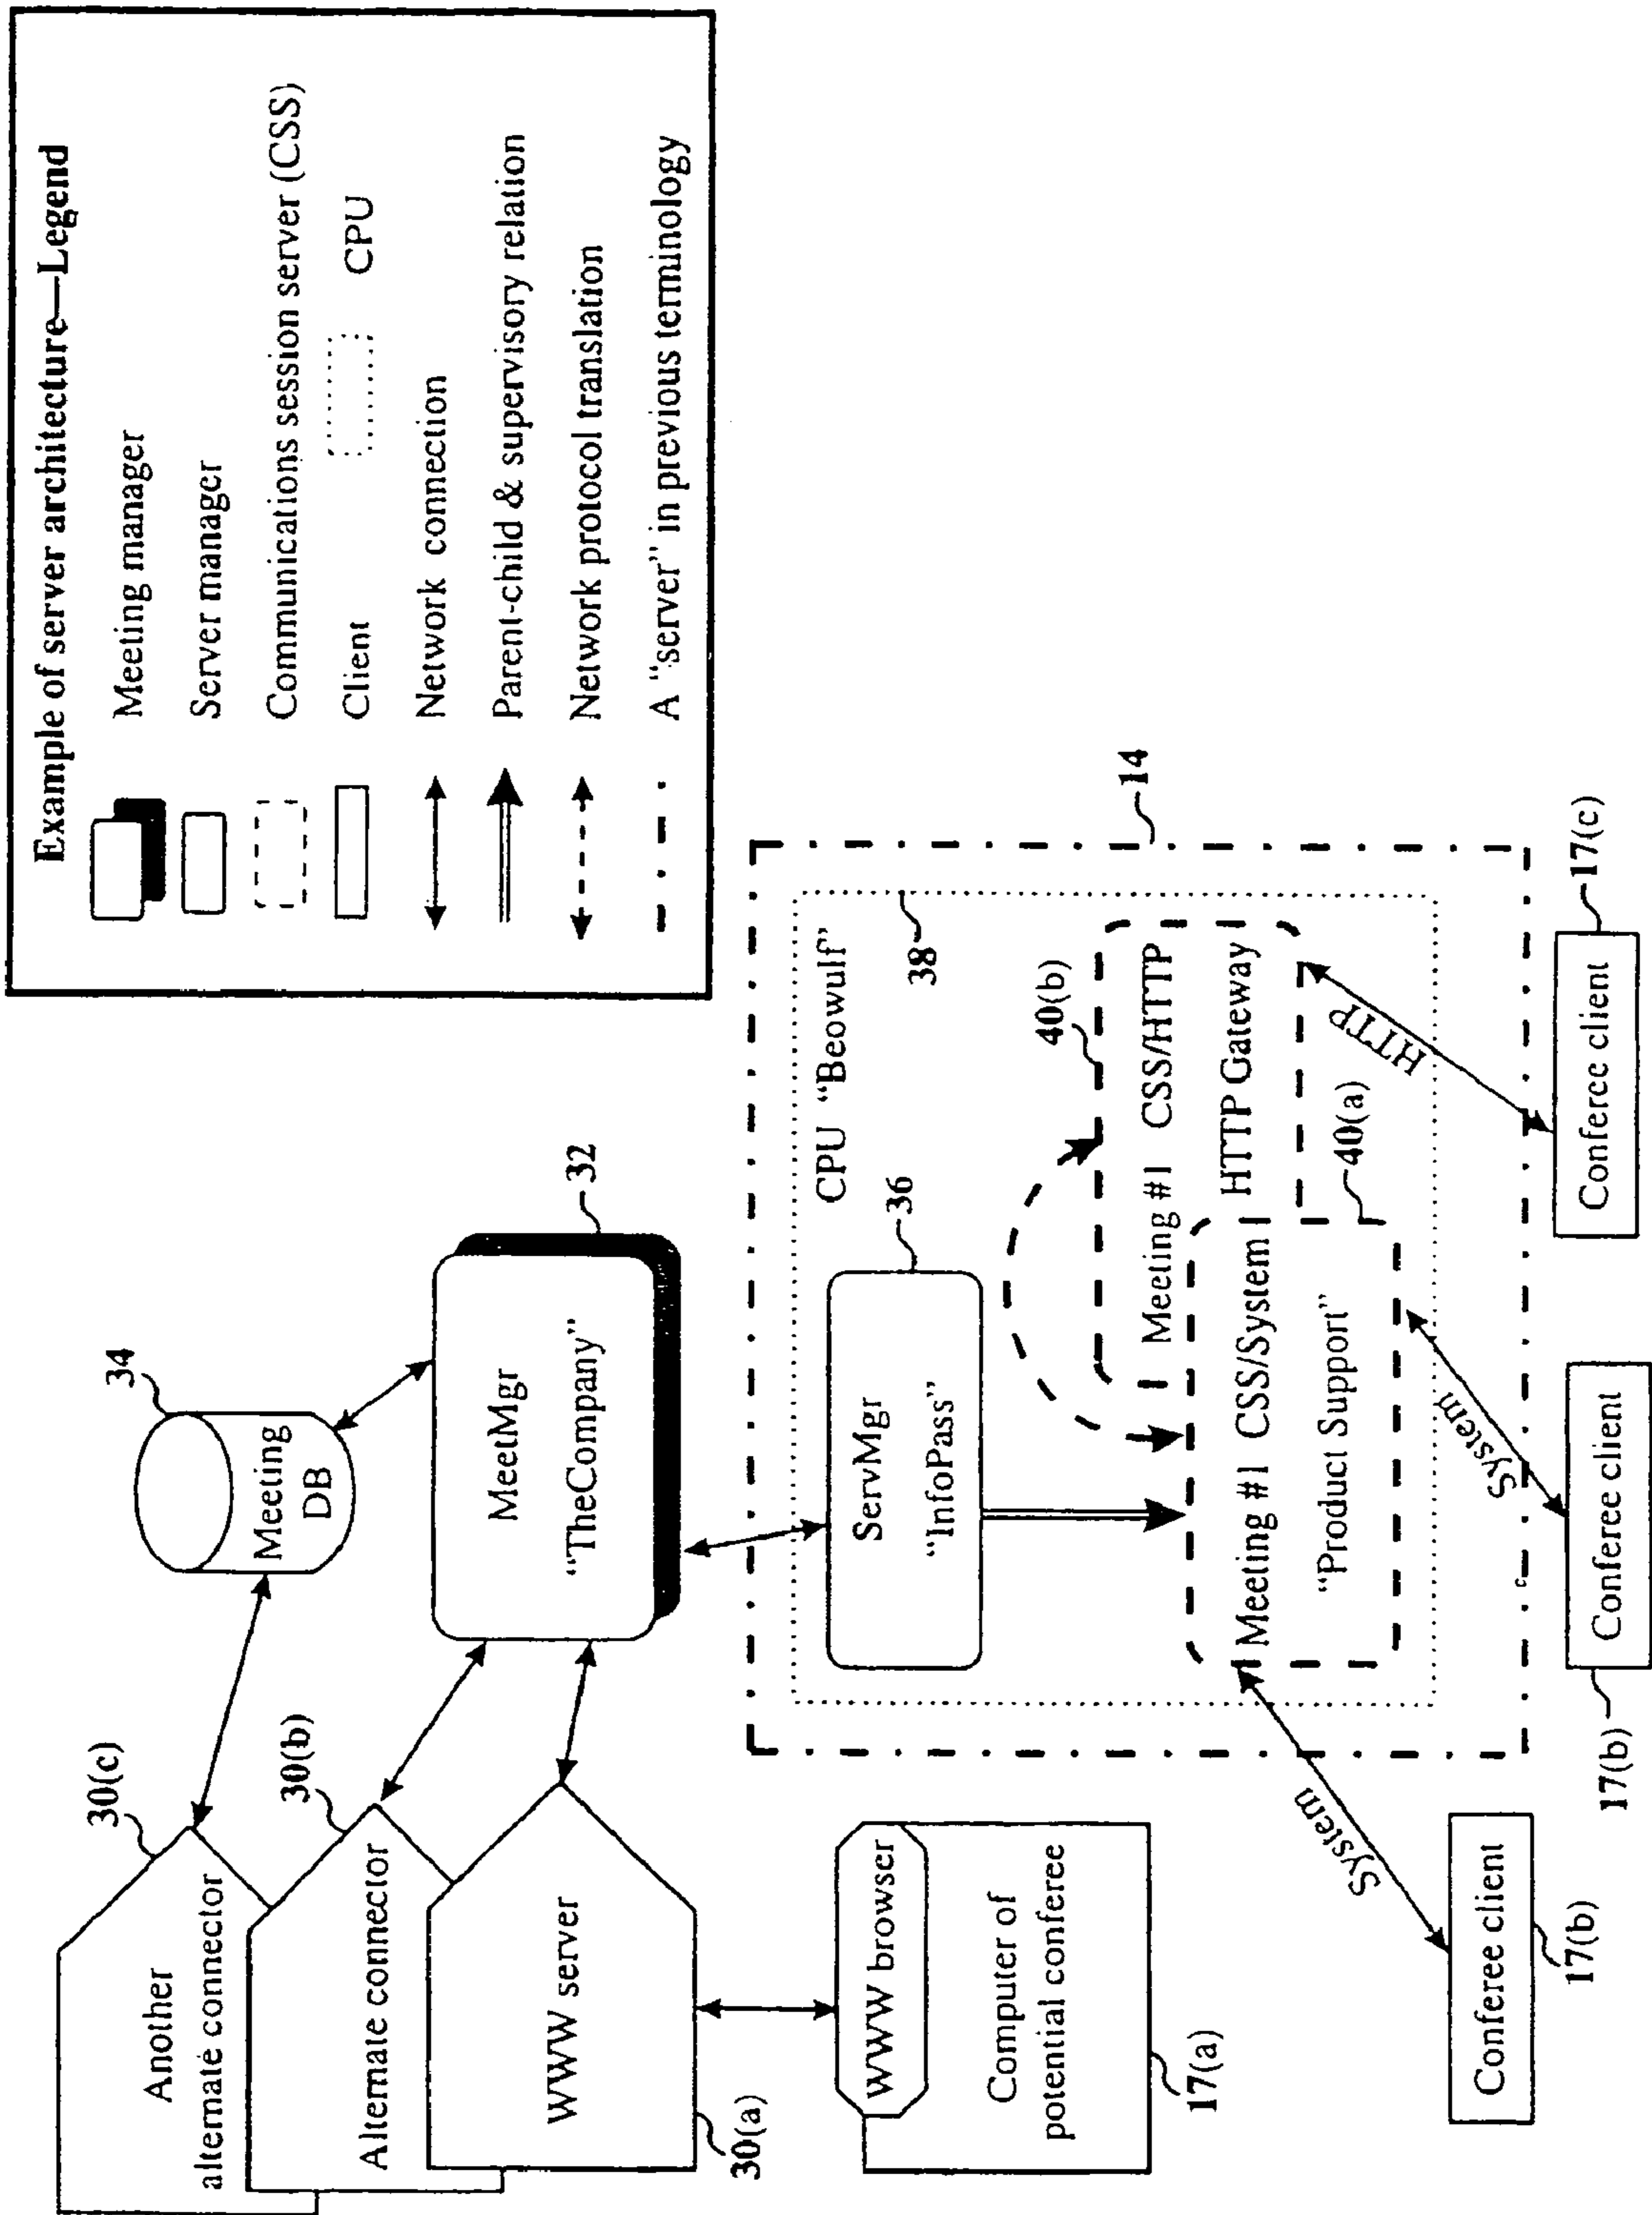 Example of server architecture—Legend
Meeting manager
Server manager
Communications session server (CSS)
Client
CPU
Network connection
Parent-child & supervisory relation
Network protocol translation
A "server" in previous terminology
Another
alternate connector
30(c)
Alternate connector
30(b)
WWW server
30(a)
Meeting
DB
34
MeetMgr
"TheCompany"
32
WWW browser
Computer of
potential conferee
17(a)
CPU "Beowulf"
ServMgr
"InfoPass"
36
38
14
40(b)
Meeting #1 CSS/HTTP
HTTP Gateway
Meeting #1 CSS/System
"Product Support"
40(a)
System
System
HTTP
Conferee client
17(b)
Conferee client
17(b)
Conferee client
17(c)